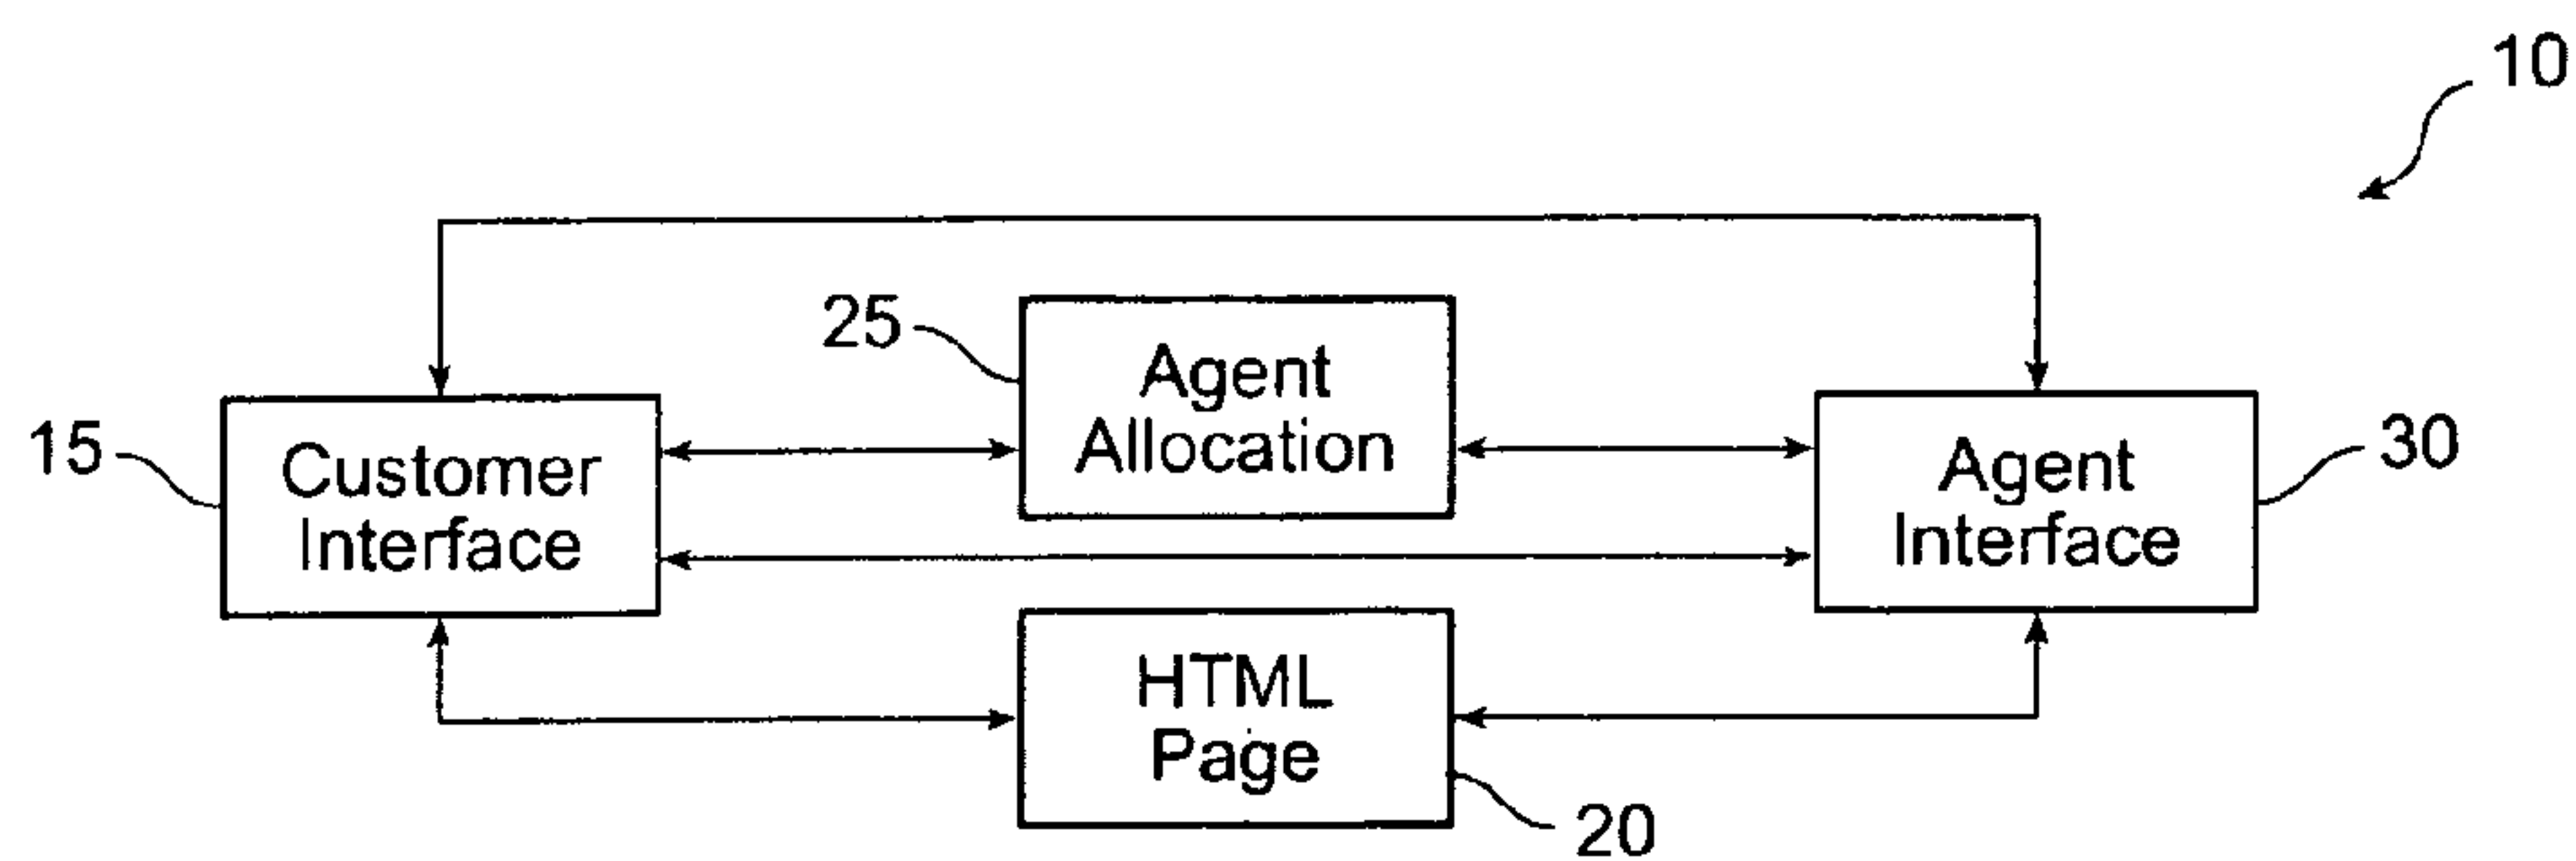 10
25
Agent
Allocation
15
Customer
Interface
Agent
Interface
30
HTML
Page
20